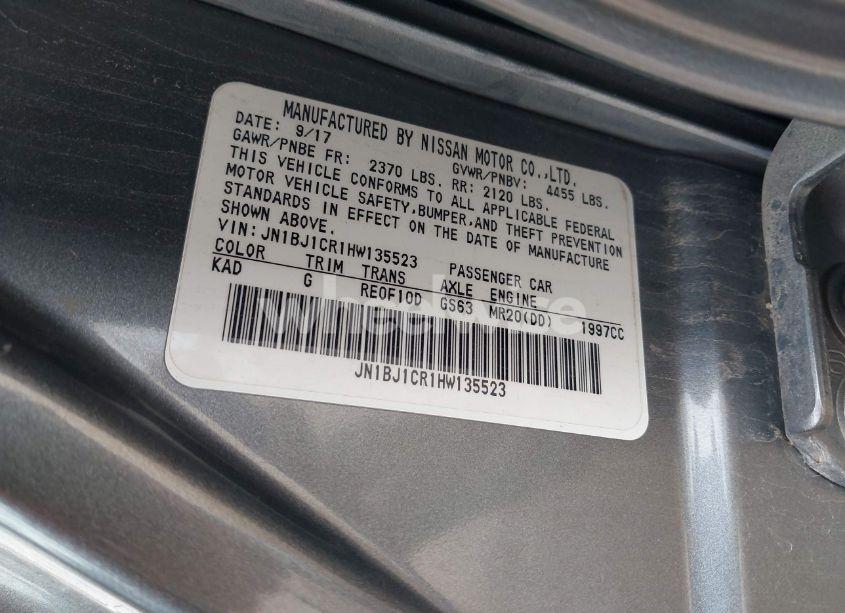 MANUFACTURED BY NISSAN MOTOR CO.,LTD.
DATE: 9/17 GVWR/PNBV: 4455 LBS.
GAWR/PNBE FR: 2370 LBS. RR: 2120 LBS.
THIS VEHICLE CONFORMS TO ALL APPLICABLE FEDERAL
MOTOR VEHICLE SAFETY,BUMPER,AND THEFT PREVENTION
STANDARDS IN EFFECT ON THE DATE OF MANUFACTURE
SHOWN ABOVE.
VIN:JN1BJ1CR1HW135523 PASSENGER CAR
COLOR TRIM TRANS AXLE ENGINE
KAD G RE0F10D GS63 MR20(DD) 1997CC
JN1BJ1CR1HW135523